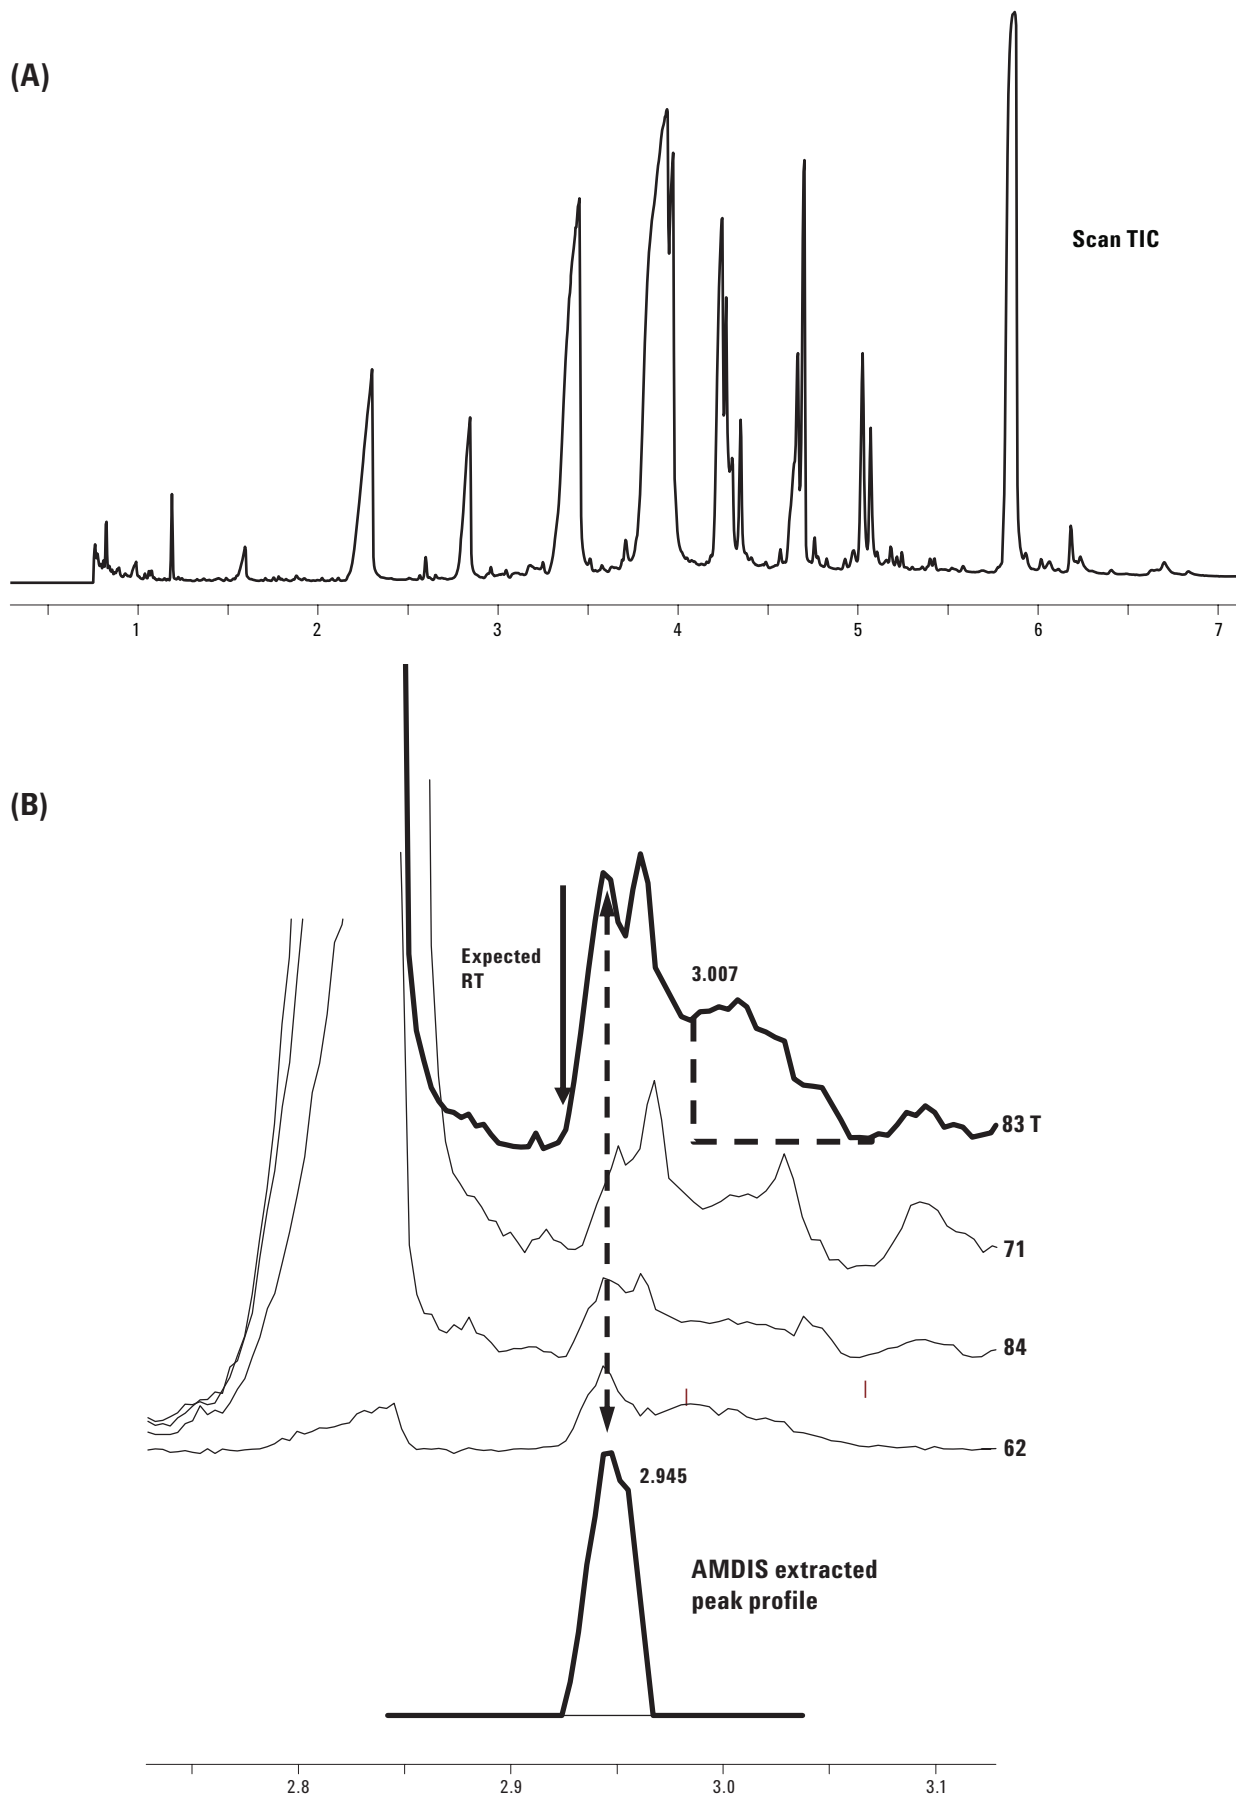 (A)
Scan TIC
1 2 3 4 5 6 7
(B)
Expected
RT
3.007
83 T
71
84
62
2.945
AMDIS extracted
peak profile
2.8 2.9 3.0 3.1